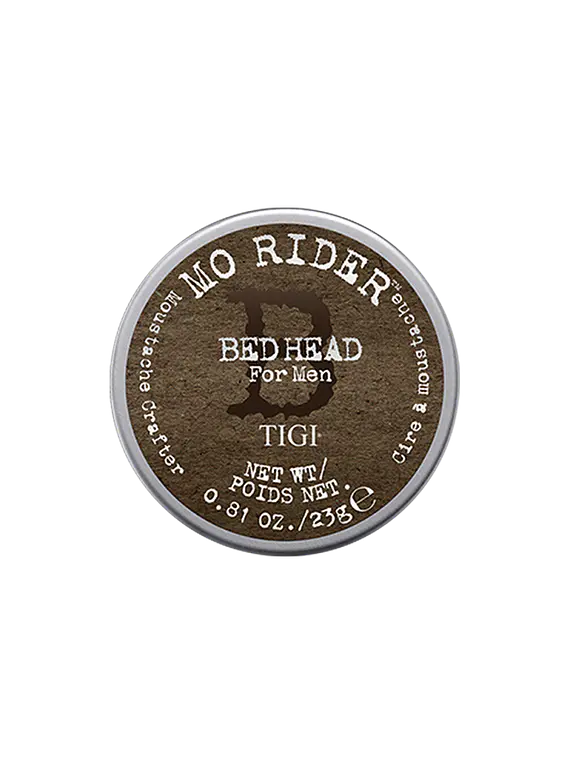 MO RIDER™
Moustache Crafter
Cire à moustache
B
BED HEAD
For Men
TIGI
NET WT/
POIDS NET.
0.81 OZ./23g e